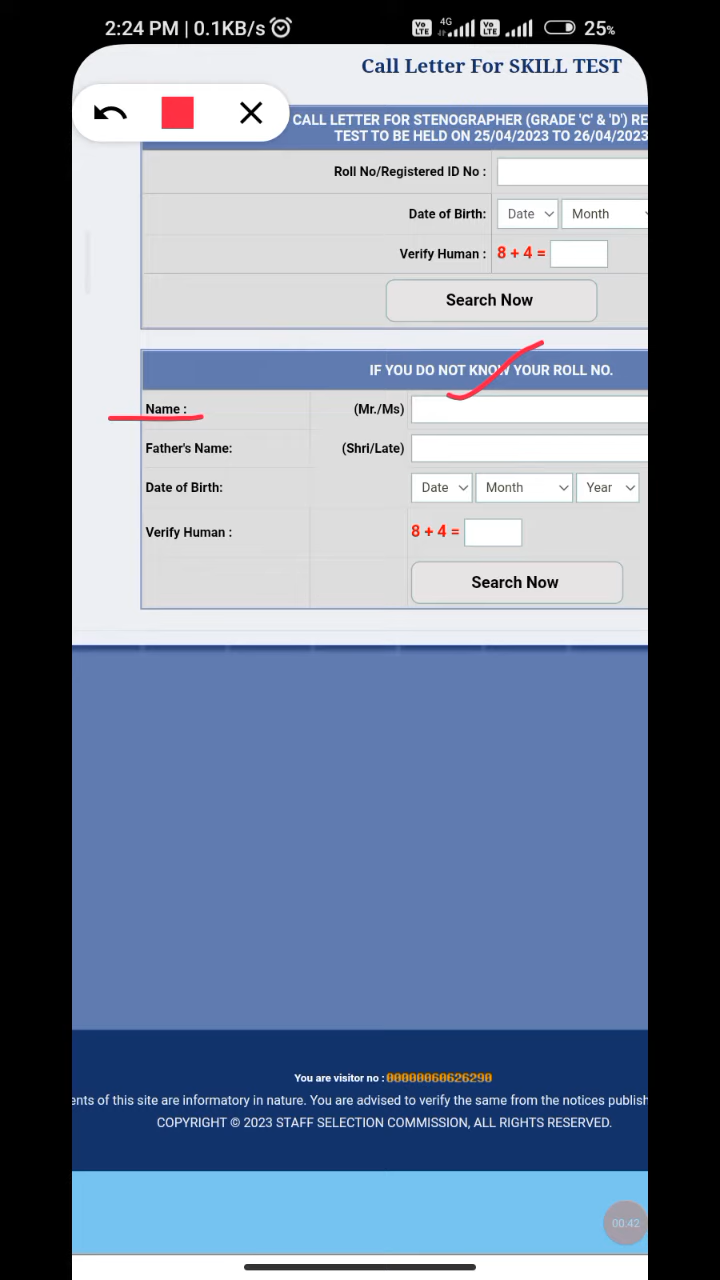 2:24 PM | 0.1KB/s 4G 25%
Call Letter For SKILL TEST
CALL LETTER FOR STENOGRAPHER (GRADE 'C' & 'D') RE
TEST TO BE HELD ON 25/04/2023 TO 26/04/2023
Roll No/Registered ID No :
Date of Birth: Date Month
Verify Human : 8 + 4 =
Search Now
IF YOU DO NOT KNOW YOUR ROLL NO.
Name : (Mr./Ms)
Father's Name: (Shri/Late)
Date of Birth: Date Month Year
Verify Human : 8 + 4 =
Search Now
You are visitor no : 00000060626290
ents of this site are informatory in nature. You are advised to verify the same from the notices publish
COPYRIGHT © 2023 STAFF SELECTION COMMISSION, ALL RIGHTS RESERVED.
00:42